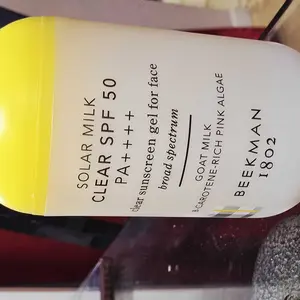 SOLAR MILK
CLEAR SPF 50
PA++++
clear sunscreen gel for face
broad spectrum
GOAT MILK
B-CAROTENE-RICH PINK ALGAE
BEEKMAN
1802